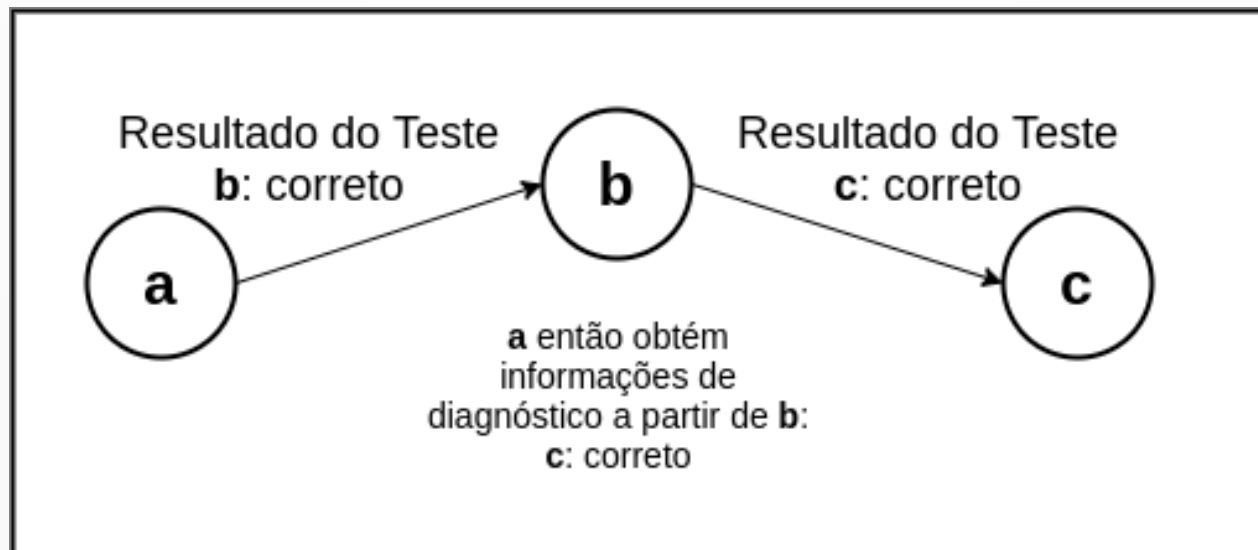 Resultado do Teste
b: correto
Resultado do Teste
c: correto
a
b
c
a então obtém
informações de
diagnóstico a partir de b:
c: correto